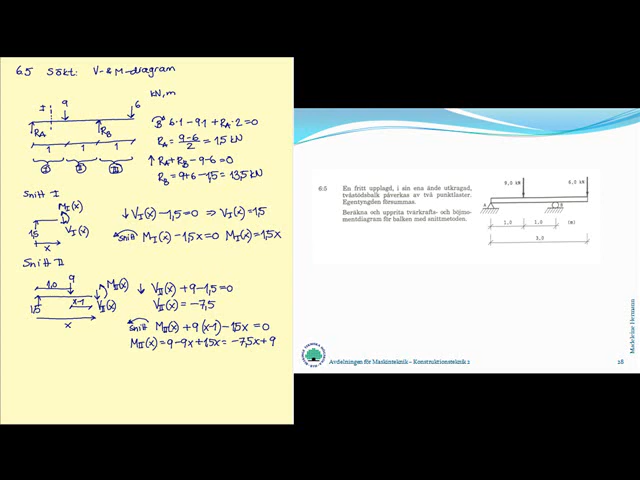 6.5 Sökt: V- & M-diagram
kN, m
I 9 6
RA RB
B 6·1 - 9·1 + RA·2 = 0
RA = 9-6/2 = 1,5 kN
1 1 1
↑ RA + RB - 9 - 6 = 0
RB = 9+6-1,5 = 13,5 kN
I II III
Snitt I
MI(x)
1,5 VI(x)
x
↓ VI(x) - 1,5 = 0 ⇒ VI(x) = 1,5
snitt MI(x) - 1,5x = 0 MI(x) = 1,5x
Snitt II
1,0 9 MII(x)
x-1
1,5 VII(x)
x
↓ VII(x) + 9 - 1,5 = 0
VII(x) = -7,5
snitt MII(x) + 9(x-1) - 1,5x = 0
MII(x) = 9 - 9x + 1,5x = -7,5x + 9
6:5 En fritt upplagd, i sin ena ände utkragad,
tvåstödsbalk påverkas av två punktlaster.
Egentyngden försummas.
Beräkna och upprita tvärkrafts- och böjmo-
mentdiagram för balken med snittmetoden.
9,0 kN 6,0 kN
A B
1,0 1,0 (m)
3,0
Avdelningen för Maskinteknik – Konstruktionsteknik 2
Madeleine Hermann
18